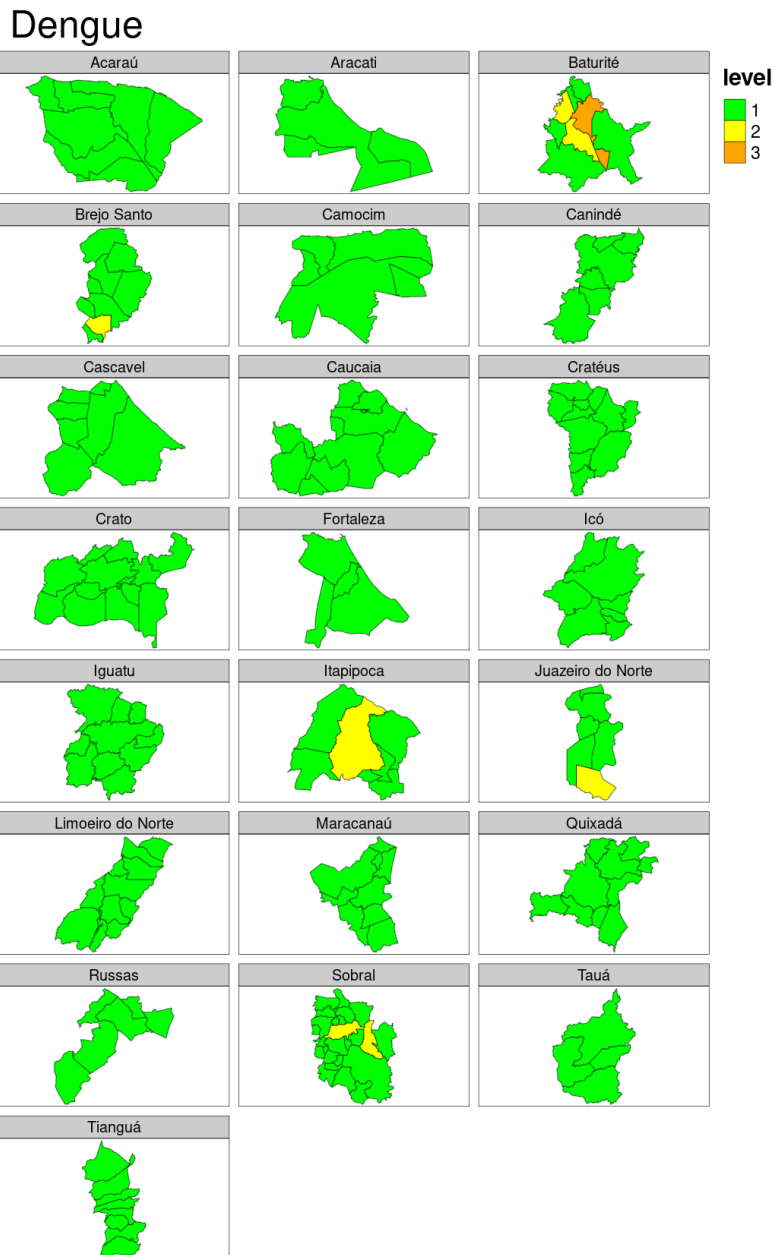 Dengue
Acaraú
Aracati
Baturité
level
1
2
3
Brejo Santo
Camocim
Canindé
Cascavel
Caucaia
Cratéus
Crato
Fortaleza
Icó
Iguatu
Itapipoca
Juazeiro do Norte
Limoeiro do Norte
Maracanaú
Quixadá
Russas
Sobral
Tauá
Tianguá